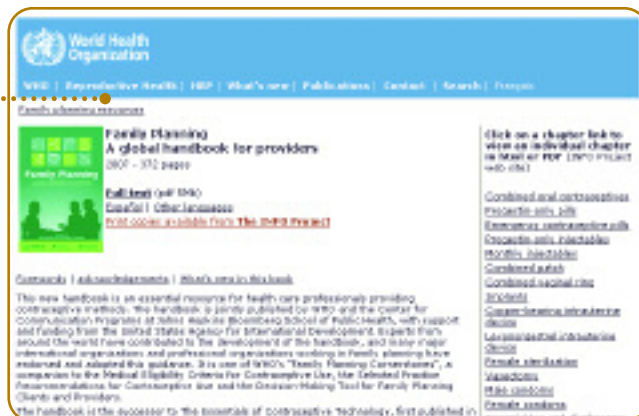 World Health
Organization
WHO | Reproductive Health | HRP | What's new | Publications | Contact | Search | Français
Family planning resources
Family Planning
Family Planning
A global handbook for providers
2007 - 372 pages
Full text (pdf 5Mb)
Español | Other languages
Print copies available from The INFO Project
Forewords | Acknowledgements | What's new in this book
This new handbook is an essential resource for health care professionals providing
contraceptive methods. The handbook is jointly published by WHO and the Center for
Communication Programs at Johns Hopkins Bloomberg School of Public Health, with support
and funding from the United States Agency for International Development. Experts from
around the world have contributed to the development of the handbook, and many major
international organizations and professional organizations working in family planning have
endorsed and adopted this guidance. It is one of WHO's "Family Planning Cornerstones", a
companion to the Medical Eligibility Criteria for Contraceptive Use, the Selected Practice
Recommendations for Contraceptive Use and the Decision-Making Tool for Family Planning
Clients and Providers.
The handbook is the successor to The Essentials of Contraceptive Technology, first published in
Click on a chapter link to
view an individual chapter
in html or PDF (INFO Project
web site)
Combined oral contraceptives
Progestin-only pills
Emergency contraceptive pills
Progestin-only injectables
Monthly injectables
Combined patch
Combined vaginal ring
Implants
Copper-bearing intrauterine
device
Levonorgestrel intrauterine
device
Female sterilization
Vasectomy
Male condoms
Female condoms